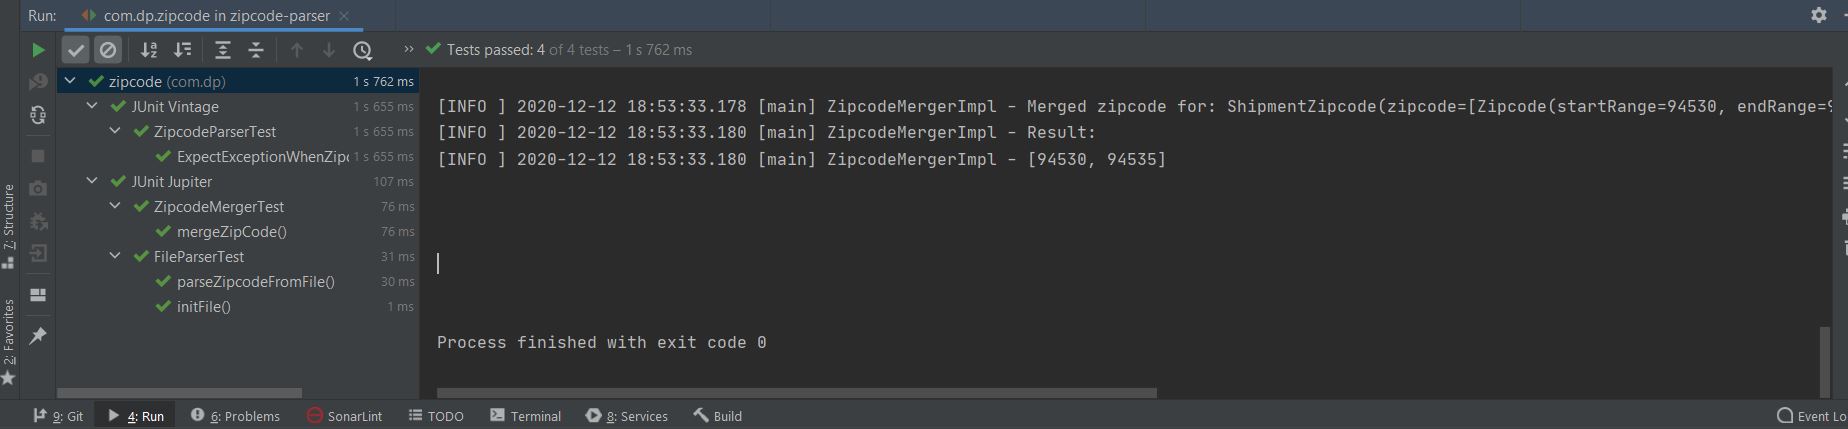 Run: com.dp.zipcode in zipcode-parser
Tests passed: 4 of 4 tests – 1 s 762 ms
zipcode (com.dp) 1 s 762 ms
JUnit Vintage 1 s 655 ms
ZipcodeParserTest 1 s 655 ms
ExpectExceptionWhenZipc 1 s 655 ms
JUnit Jupiter 107 ms
ZipcodeMergerTest 76 ms
mergeZipCode() 76 ms
FileParserTest 31 ms
parseZipcodeFromFile() 30 ms
initFile() 1 ms
[INFO ] 2020-12-12 18:53:33.178 [main] ZipcodeMergerImpl - Merged zipcode for: ShipmentZipcode(zipcode=[Zipcode(startRange=94530, endRange=9
[INFO ] 2020-12-12 18:53:33.180 [main] ZipcodeMergerImpl - Result:
[INFO ] 2020-12-12 18:53:33.180 [main] ZipcodeMergerImpl - [94530, 94535]
Process finished with exit code 0
7: Structure
2: Favorites
9: Git 4: Run 6: Problems SonarLint TODO Terminal 8: Services Build Event Lo